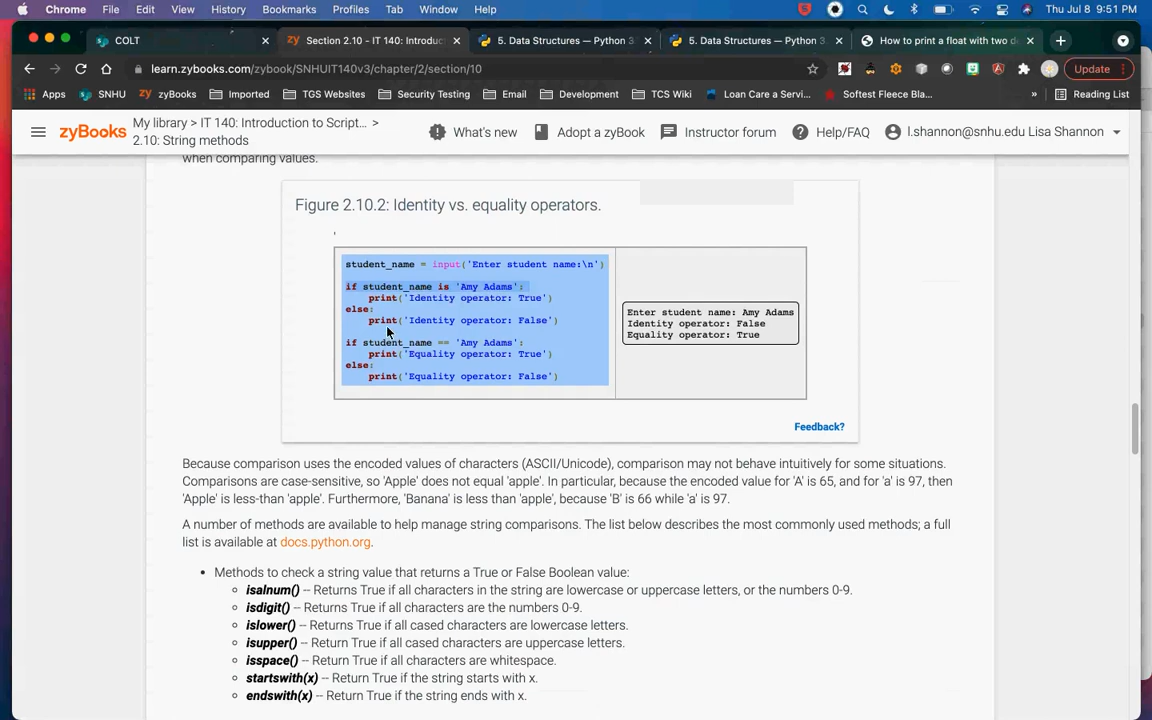 Chrome File Edit View History Bookmarks Profiles Tab Window Help Thu Jul 8 9:51 PM
COLT × Section 2.10 - IT 140: Introduc × 5. Data Structures — Python 3 × 5. Data Structures — Python 3 × How to print a float with two d ×
learn.zybooks.com/zybook/SNHUIT140v3/chapter/2/section/10 Update
Apps SNHU zyBooks Imported TGS Websites Security Testing Email Development TCS Wiki Loan Care a Servi... Softest Fleece Bla... » Reading List
zyBooks My library > IT 140: Introduction to Script... >
2.10: String methods
What's new Adopt a zyBook Instructor forum Help/FAQ l.shannon@snhu.edu Lisa Shannon
when comparing values.
Figure 2.10.2: Identity vs. equality operators.
student_name = input('Enter student name:\n')
if student_name is 'Amy Adams':
print('Identity operator: True')
else:
print('Identity operator: False')
if student_name == 'Amy Adams':
print('Equality operator: True')
else:
print('Equality operator: False')
Enter student name: Amy Adams
Identity operator: False
Equality operator: True
Feedback?
Because comparison uses the encoded values of characters (ASCII/Unicode), comparison may not behave intuitively for some situations.
Comparisons are case-sensitive, so 'Apple' does not equal 'apple'. In particular, because the encoded value for 'A' is 65, and for 'a' is 97, then
'Apple' is less-than 'apple'. Furthermore, 'Banana' is less than 'apple', because 'B' is 66 while 'a' is 97.
A number of methods are available to help manage string comparisons. The list below describes the most commonly used methods; a full
list is available at docs.python.org.
• Methods to check a string value that returns a True or False Boolean value:
isalnum() -- Returns True if all characters in the string are lowercase or uppercase letters, or the numbers 0-9.
isdigit() -- Returns True if all characters are the numbers 0-9.
islower() -- Returns True if all cased characters are lowercase letters.
isupper() -- Return True if all cased characters are uppercase letters.
isspace() -- Return True if all characters are whitespace.
startswith(x) -- Return True if the string starts with x.
endswith(x) -- Return True if the string ends with x.